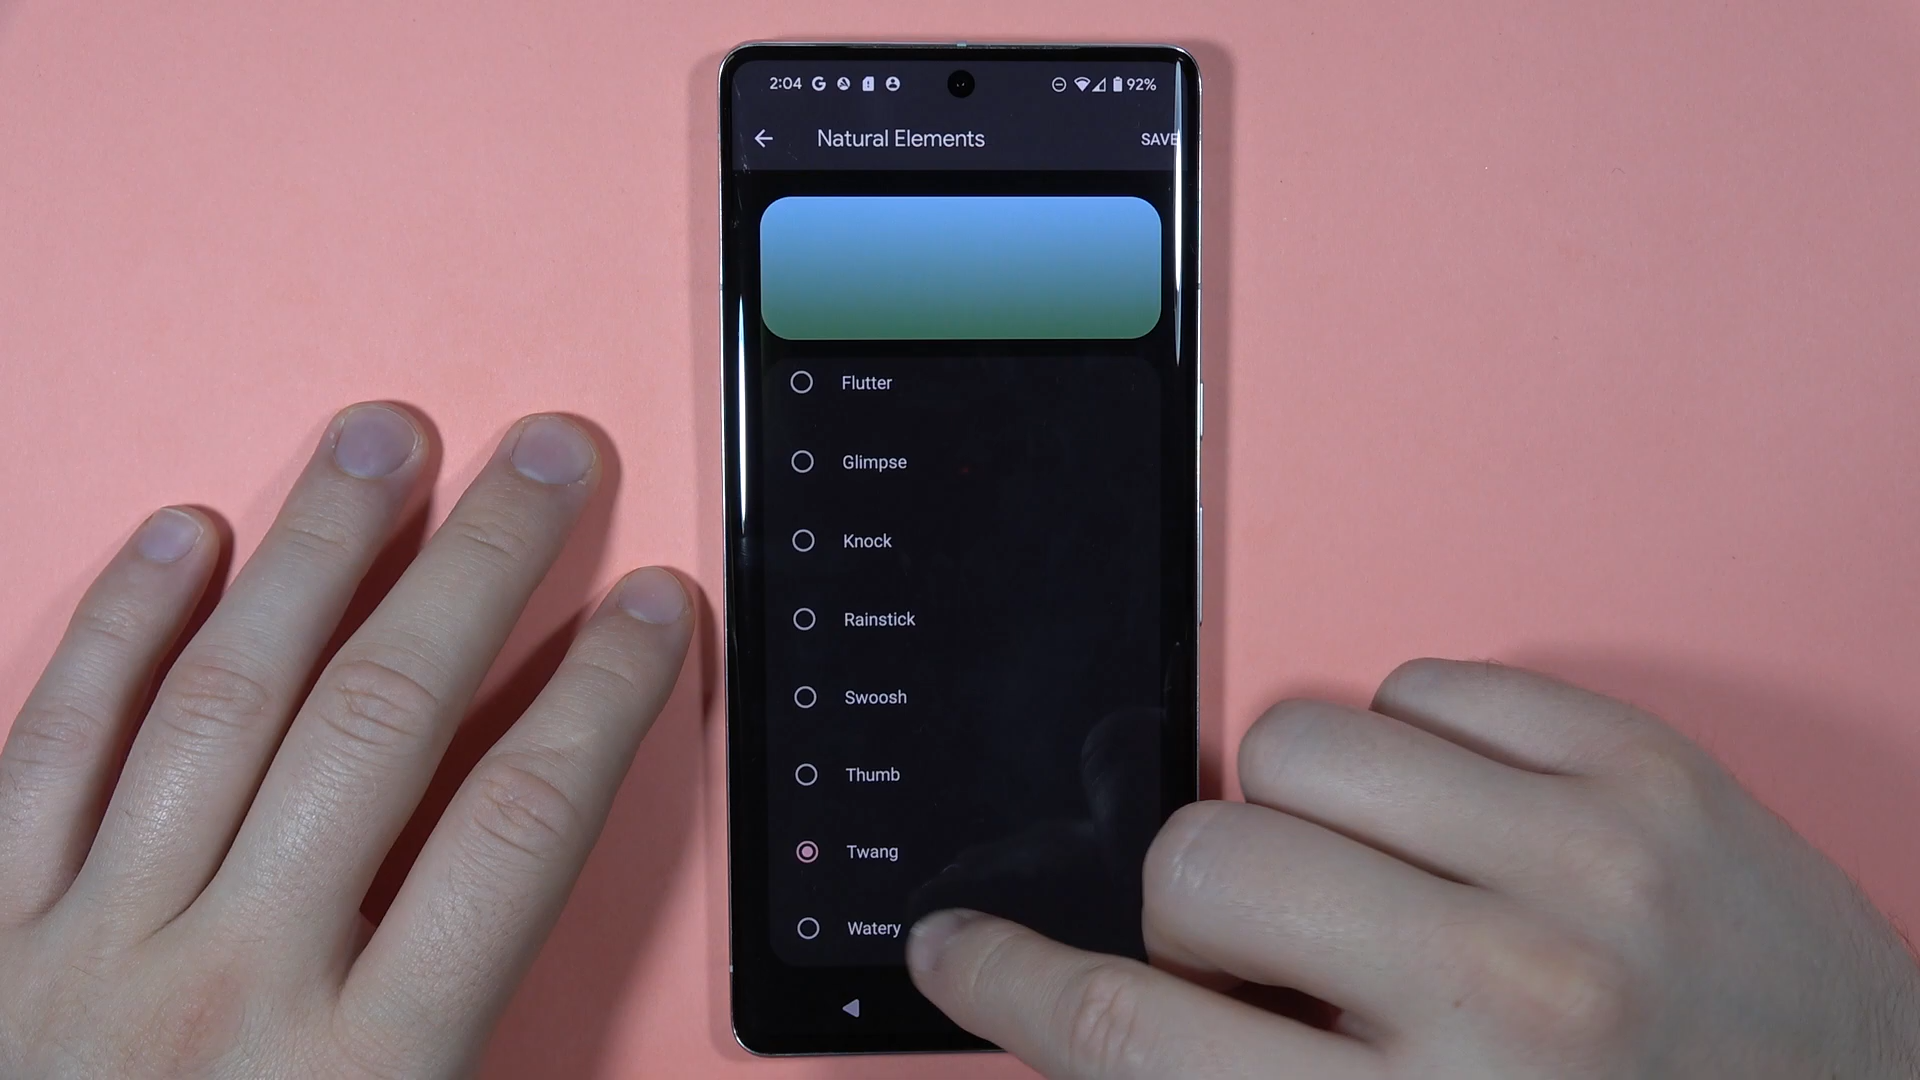 2:04 92%
Natural Elements SAVE
Flutter
Glimpse
Knock
Rainstick
Swoosh
Thumb
Twang
Watery